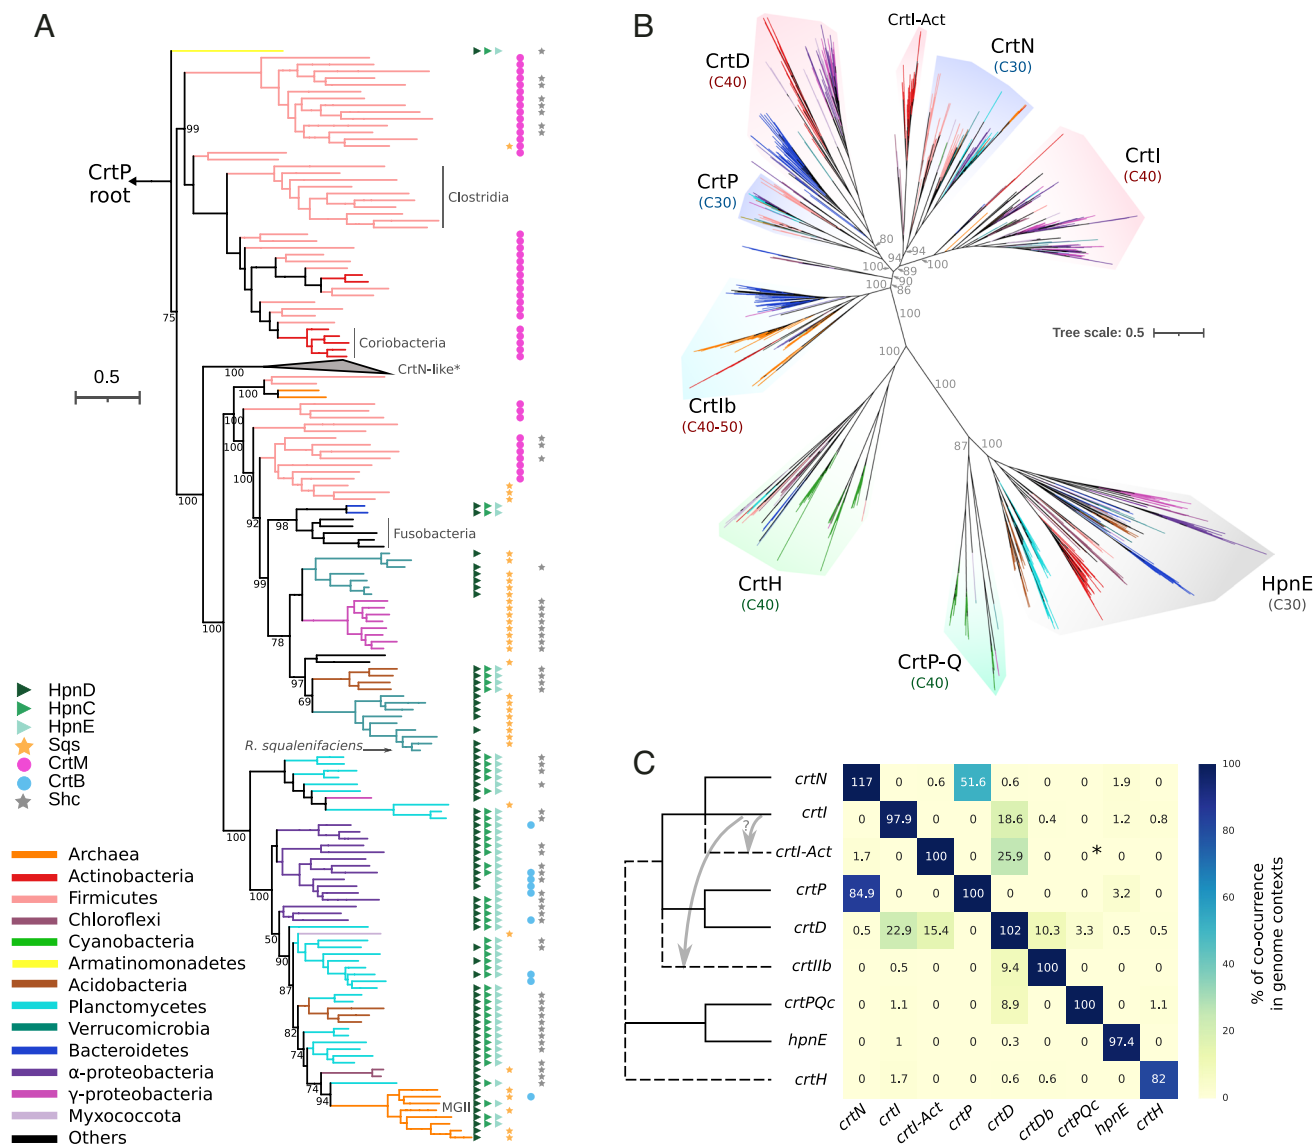 A
CrtP
root
99
Clostridia
75
Coriobacteria
0.5
100
CrtN-like*
100
100
100
100
100
92
98
Fusobacteria
99
100
78
97
69
R. squalenifaciens
100
100
50
90
87
82
74
74
94
MGII
HpnD
HpnC
HpnE
Sqs
CrtM
CrtB
Shc
Archaea
Actinobacteria
Firmicutes
Chloroflexi
Cyanobacteria
Armatinomonadetes
Acidobacteria
Planctomycetes
Verrucomicrobia
Bacteroidetes
α-proteobacteria
γ-proteobacteria
Myxococcota
Others
B
CrtI-Act
CrtD
(C40)
CrtN
(C30)
CrtI
(C40)
CrtP
(C30)
80
94
94
100
100
89
90
100
86
100
Tree scale: 0.5
CrtIb
(C40-50)
100
100
87
100
CrtH
(C40)
CrtP-Q
(C40)
HpnE
(C30)
C
crtN 117 0 0.6 51.6 0.6 0 0 1.9 0
crtI 0 97.9 0 0 18.6 0.4 0 1.2 0.8
?
crtI-Act 1.7 0 100 0 25.9 0 0 * 0 0
crtP 84.9 0 0 100 0 0 0 3.2 0
crtD 0.5 22.9 15.4 0 102 10.3 3.3 0.5 0.5
crtIIb 0 0.5 0 0 9.4 100 0 0 0
crtPQc 0 1.1 0 0 8.9 0 100 0 1.1
hpnE 0 1 0 0 0.3 0 0 97.4 0
crtH 0 1.7 0 0 0.6 0.6 0 0 82
crtN crtI crtI-Act crtP crtD crtDb crtPQc hpnE crtH
100
80
60
40
20
0
% of co-occurrence
in genome contexts